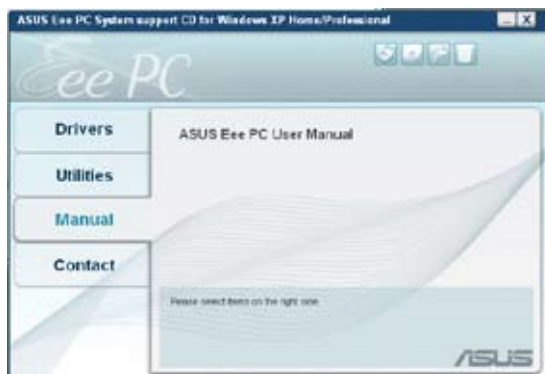 ASUS Eee PC System support CD for Windows XP Home/Professional
Eee PC
Drivers
Utilities
Manual
Contact
ASUS Eee PC User Manual
Please select items on the right side
ASUS